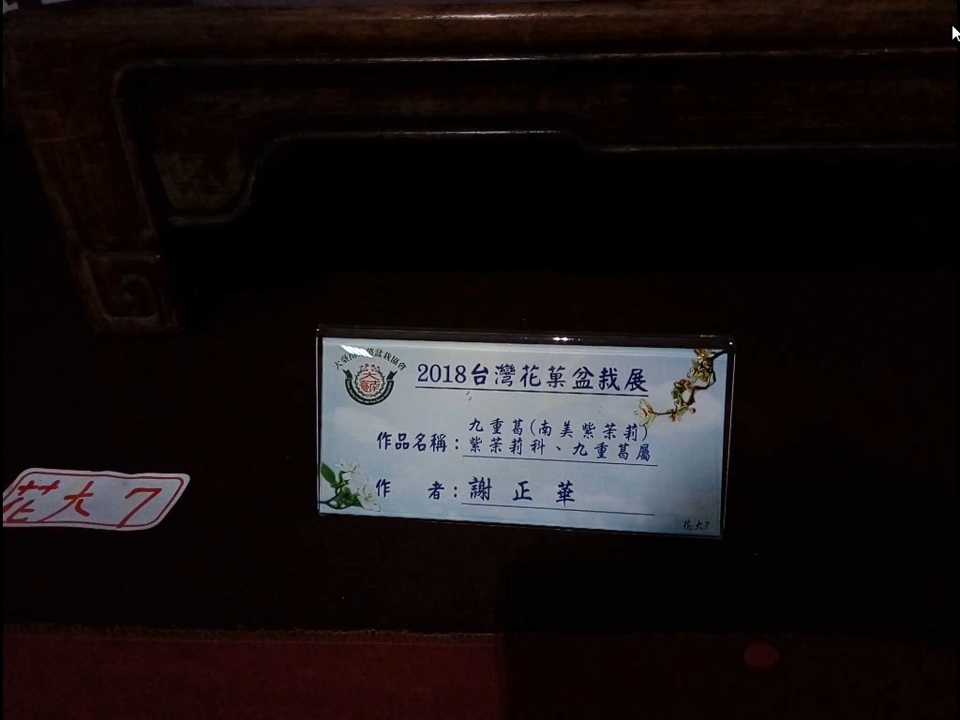 2018台灣花菓盆栽展
作品名稱：
九重葛(南美紫茉莉)
紫茉莉科、九重葛屬
作　者：謝正華
花大7
花大7